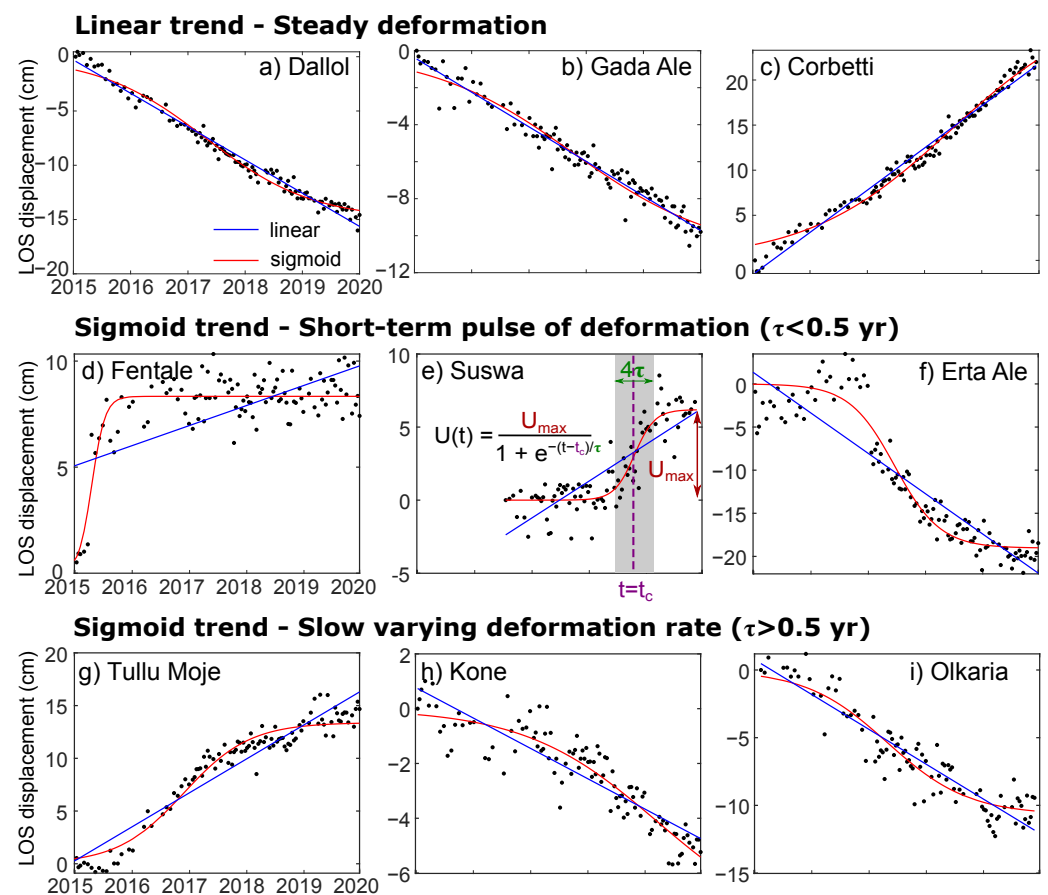 Linear trend - Steady deformation
LOS displacement (cm)
0
−5
−10
−15
−20
a) Dallol
linear
sigmoid
2015 2016 2017 2018 2019 2020
0
−4
−8
−12
b) Gada Ale
20
15
10
5
0
c) Corbetti
Sigmoid trend - Short-term pulse of deformation (τ<0.5 yr)
LOS displacement (cm)
10
5
0
d) Fentale
2015 2016 2017 2018 2019 2020
10
5
0
-5
e) Suswa
4τ
U(t) = Umax / 1 + e−(t−tc)/τ
Umax
t=tc
0
−5
−10
−15
−20
f) Erta Ale
Sigmoid trend - Slow varying deformation rate (τ>0.5 yr)
LOS displacement (cm)
20
15
10
5
0
g) Tullu Moje
2015 2016 2017 2018 2019 2020
2
0
−2
−4
−6
h) Kone
0
−5
−10
−15
i) Olkaria